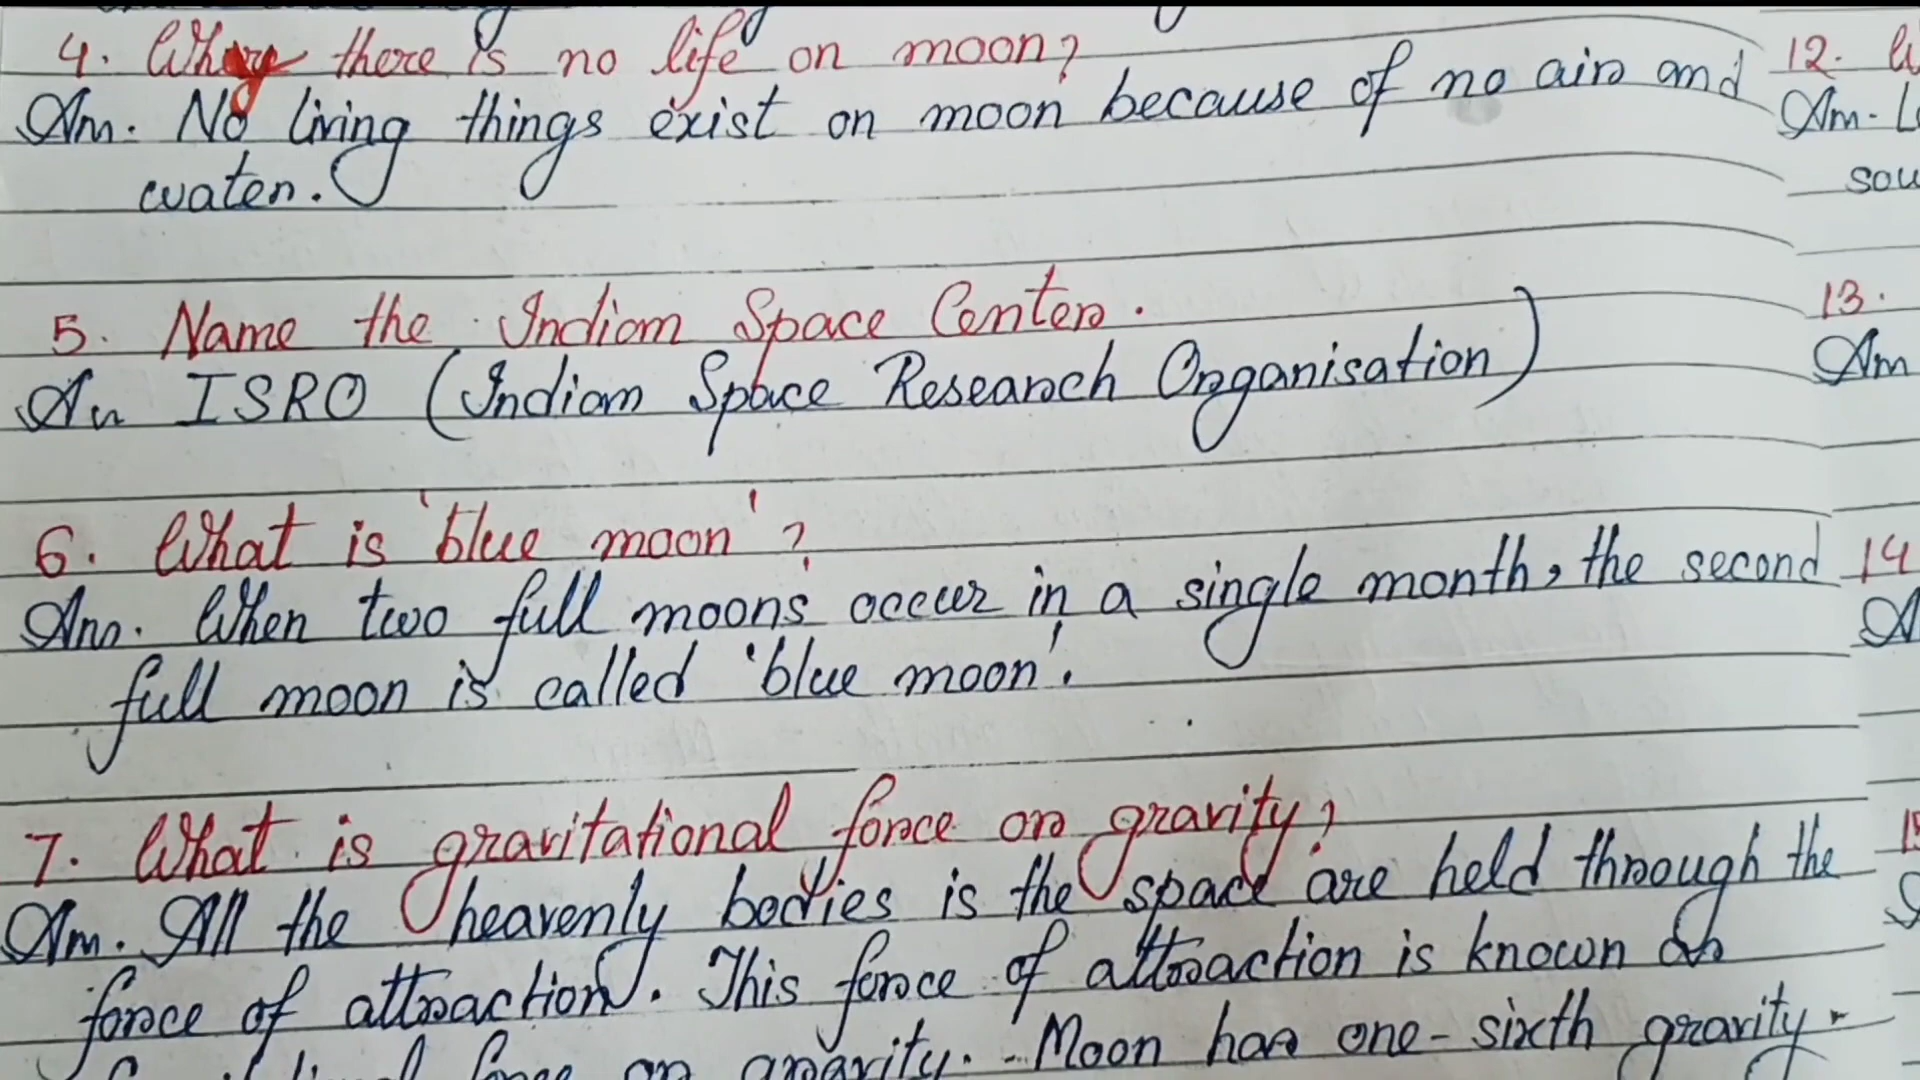 4. Why there is no life on moon?
Ans. No living things exist on moon because of no air and
water.
5. Name the Indian Space Center.
An ISRO (Indian Space Research Organisation)
6. What is 'blue moon'?
Ans. When two full moons occur in a single month, the second
full moon is called 'blue moon'.
7. What is gravitational force or gravity?
Ans. All the heavenly bodies is the space are held through the
force of attraction. This force of attraction is known as
force or gravity. Moon has one-sixth gravity
12.
Ans.
sou
13.
Ans
14
A